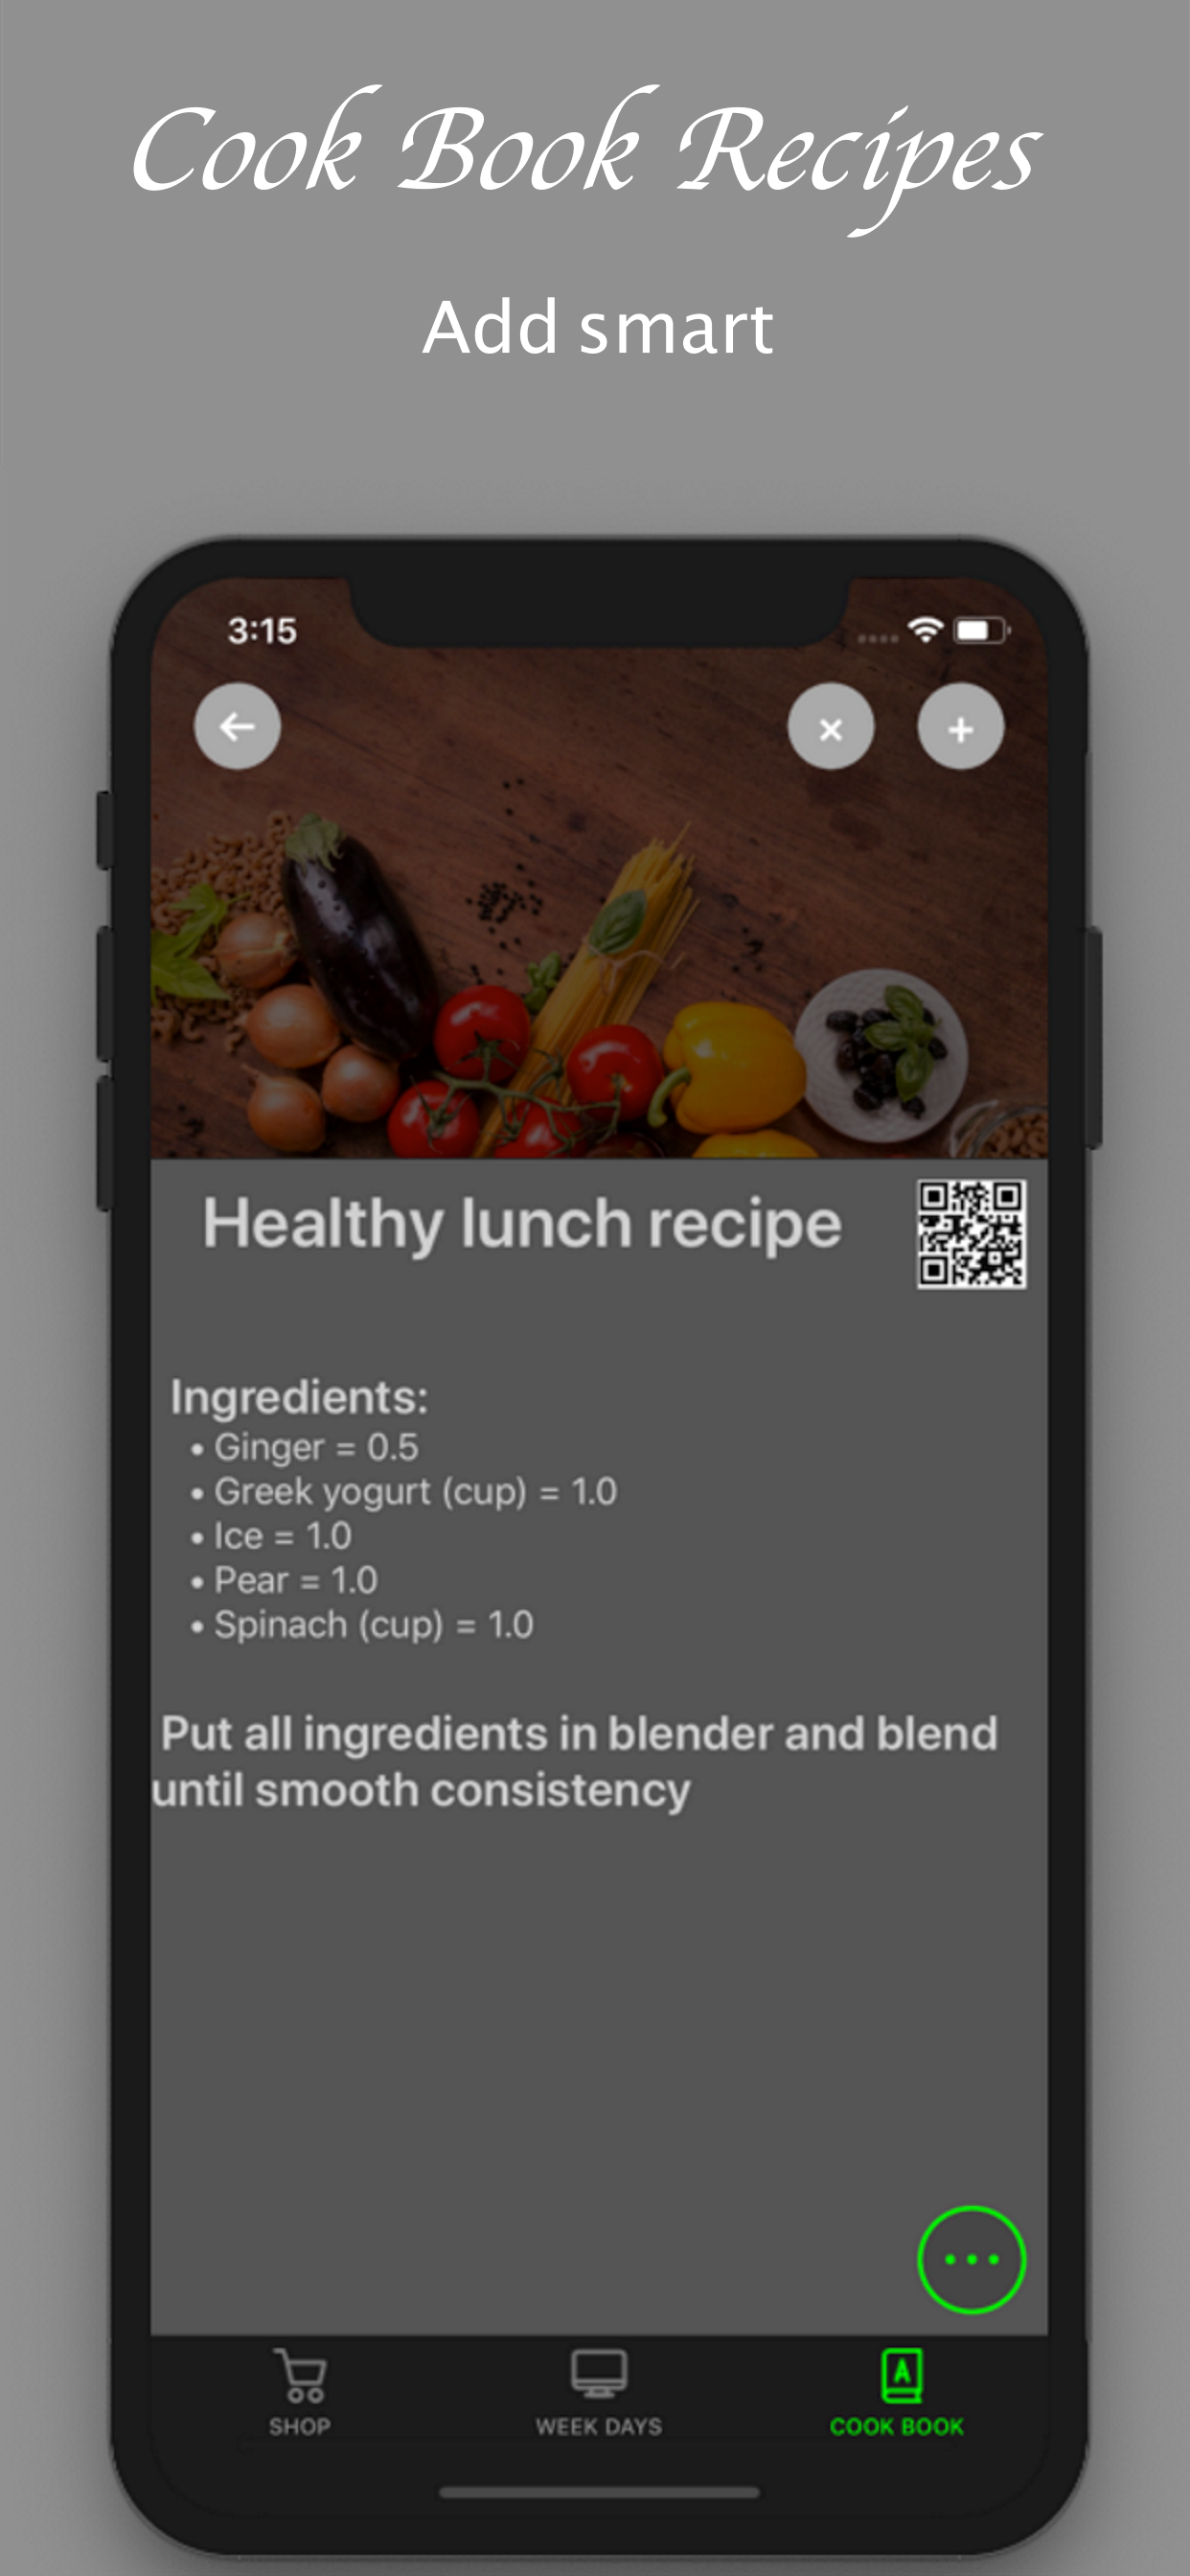 Cook Book Recipes
Add smart
3:15
Healthy lunch recipe
Ingredients:
• Ginger = 0.5
• Greek yogurt (cup) = 1.0
• Ice = 1.0
• Pear = 1.0
• Spinach (cup) = 1.0
Put all ingredients in blender and blend
until smooth consistency
SHOP
WEEK DAYS
COOK BOOK